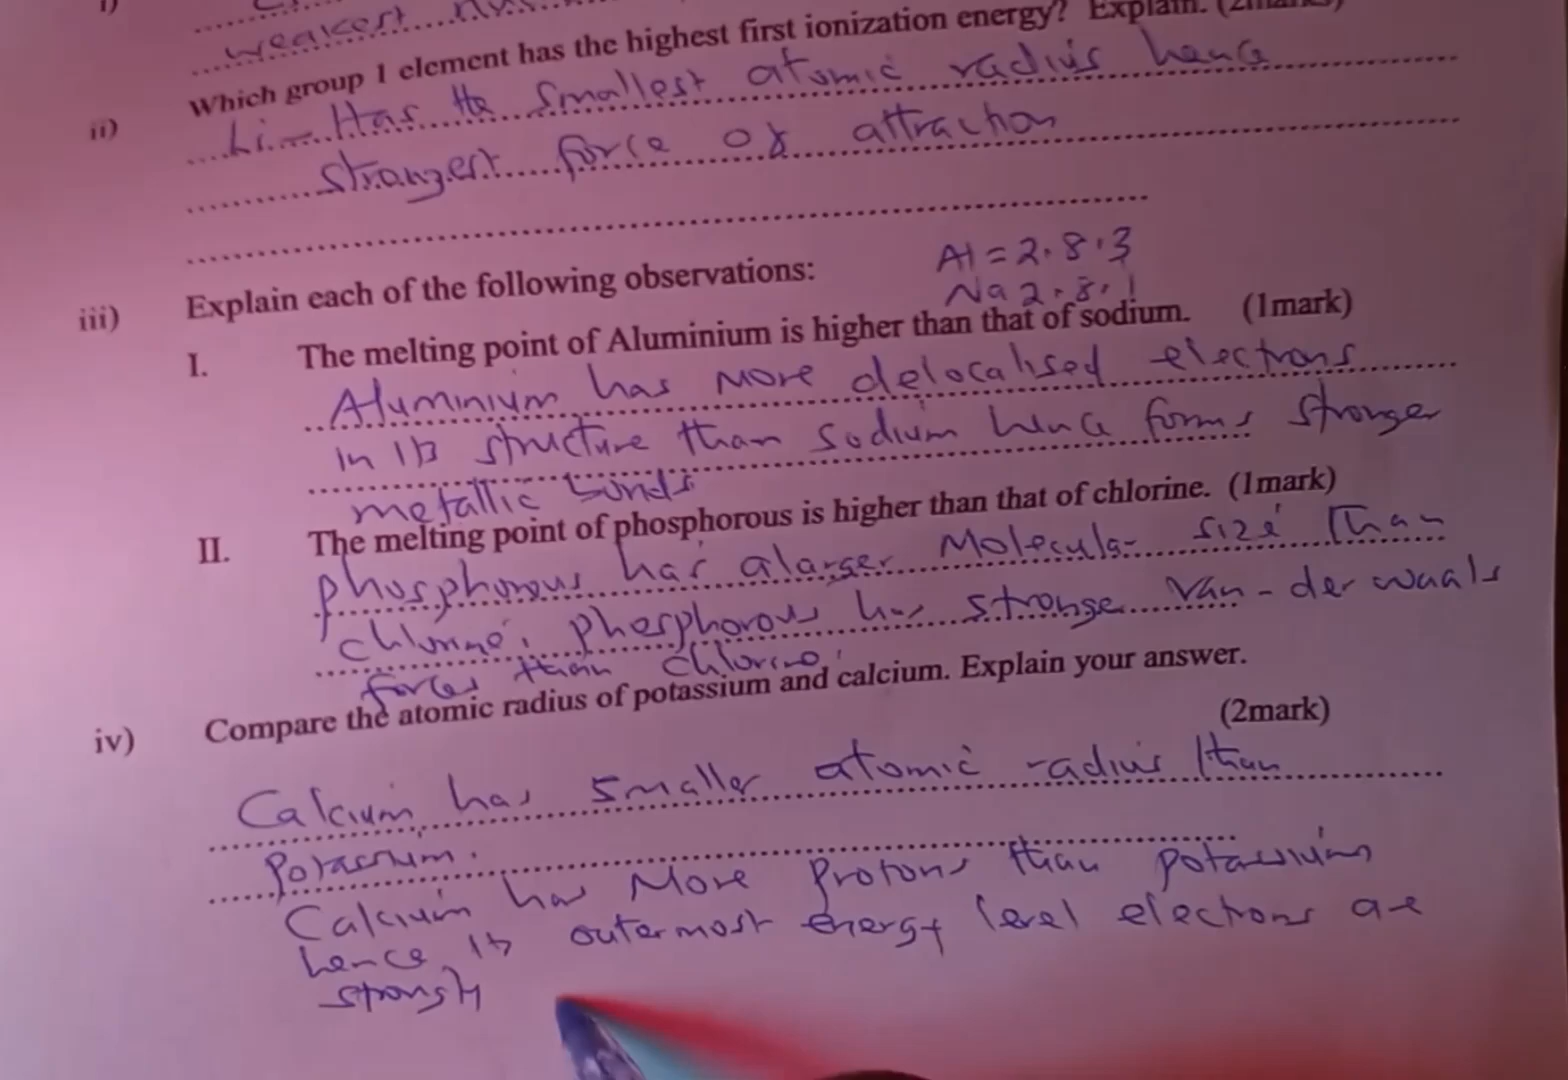 i)
weakest
ii) Which group 1 element has the highest first ionization energy? Explain. (2marks)
Li - Has the smallest atomic radius hence
strongest force of attraction
iii) Explain each of the following observations:
Al = 2.8.3
Na 2.8.1
I. The melting point of Aluminium is higher than that of sodium. (1mark)
Aluminium has more delocalised electrons
in its structure than sodium hence forms stronger
metallic bonds
II. The melting point of phosphorous is higher than that of chlorine. (1mark)
phosphorous has a larger Molecular size than
chlorine. phosphorous has stronge Van-der waals
forces than chlorine.
iv) Compare the atomic radius of potassium and calcium. Explain your answer.
(2mark)
Calcium has smaller atomic radius than
Potassium.
Calcium has More Protons than potassium
hence its outermost energy level electrons are
strongly